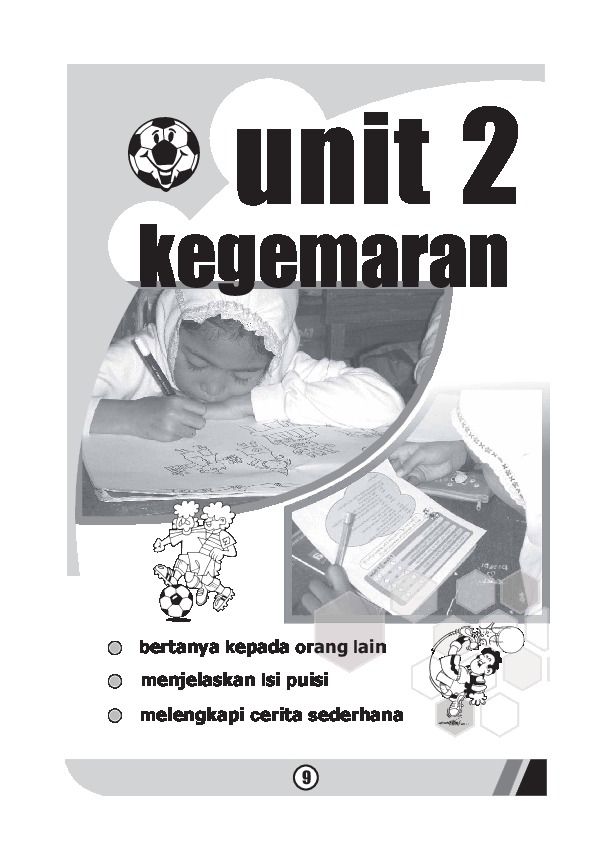 unit 2
kegemaran
bertanya kepada orang lain
menjelaskan isi puisi
melengkapi cerita sederhana
9